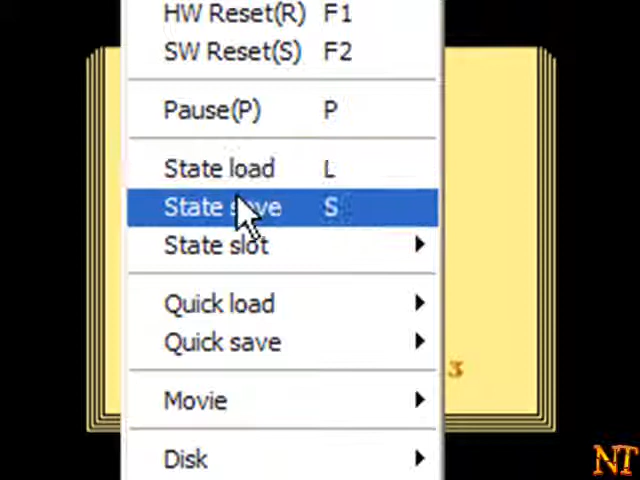 HW Reset(R) F1
SW Reset(S) F2
Pause(P) P
State load L
State save S
State slot
Quick load
Quick save
3
Movie
Disk
NT